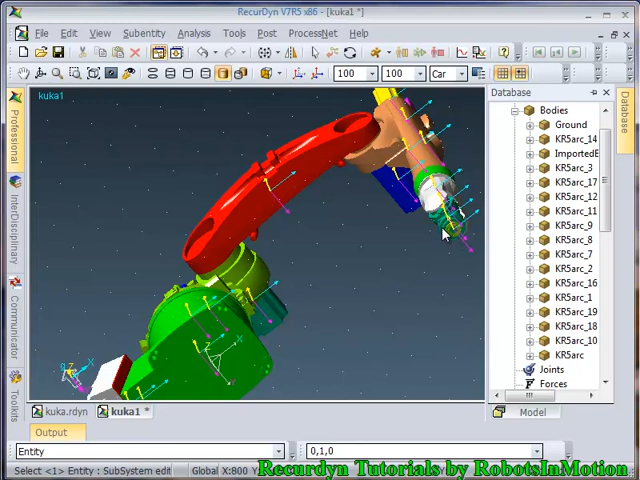 RecurDyn V7R5 x86 - [kuka1 *]
File Edit View Subentity Analysis Tools Post ProcessNet Help
100 100 Car
kuka1
Professional
InterDisciplinary
Communicator
Toolkits
Database
Bodies
Ground
KR5arc_14
ImportedB
KR5arc_3
KR5arc_17
KR5arc_12
KR5arc_11
KR5arc_9
KR5arc_8
KR5arc_7
KR5arc_2
KR5arc_16
KR5arc_1
KR5arc_19
KR5arc_18
KR5arc_10
KR5arc
Joints
Forces
Model
Database
X
Z
X
Y
kuka.rdyn kuka1 *
Output
Entity 0,1,0
Select <1> Entity : SubSystem edit Global X:800
Recurdyn Tutorials by RobotsInMotion